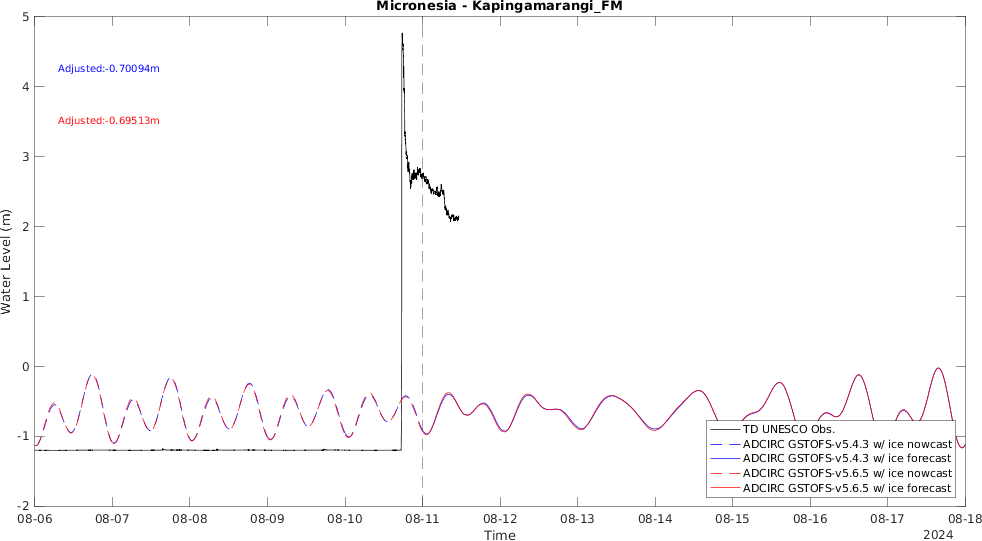 Micronesia - Kapingamarangi_FM
5
Adjusted:-0.70094m
4
Adjusted:-0.69513m
3
2
Water Level (m)
1
0
-1
TD UNESCO Obs.
ADCIRC GSTOFS-v5.4.3 w/ ice nowcast
ADCIRC GSTOFS-v5.4.3 w/ ice forecast
ADCIRC GSTOFS-v5.6.5 w/ ice nowcast
ADCIRC GSTOFS-v5.6.5 w/ ice forecast
-2
08-06 08-07 08-08 08-09 08-10 08-11 08-12 08-13 08-14 08-15 08-16 08-17 08-18
Time
2024